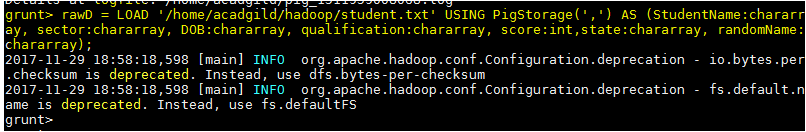 grunt> rawD = LOAD '/home/acadgild/hadoop/student.txt' USING PigStorage(',') AS (StudentName:charar
ay, sector:chararray, DOB:chararray, qualification:chararray, score:int,state:chararray, randomName:
chararray);
2017-11-29 18:58:18,598 [main] INFO  org.apache.hadoop.conf.Configuration.deprecation - io.bytes.per
.checksum is deprecated. Instead, use dfs.bytes-per-checksum
2017-11-29 18:58:18,598 [main] INFO  org.apache.hadoop.conf.Configuration.deprecation - fs.default.n
ame is deprecated. Instead, use fs.defaultFS
grunt>